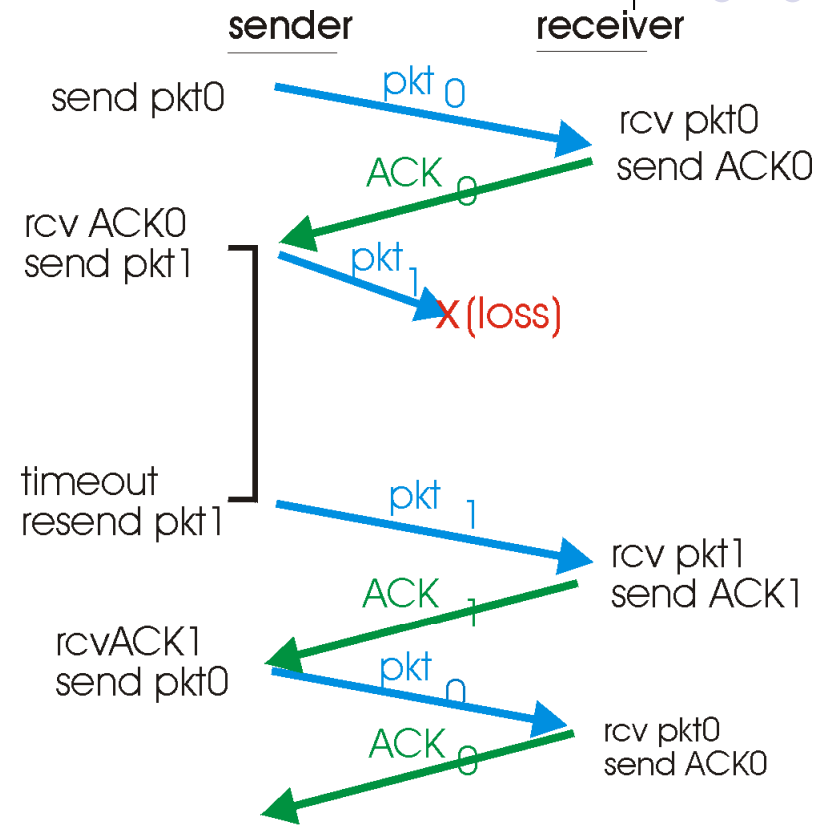 sender
receiver
send pkt0
pkt 0
rcv pkt0
send ACK0
ACK 0
rcv ACK0
send pkt1
pkt 1
X (loss)
timeout
resend pkt1
pkt 1
rcv pkt1
send ACK1
ACK 1
rcvACK1
send pkt0
pkt 0
rcv pkt0
send ACK0
ACK 0